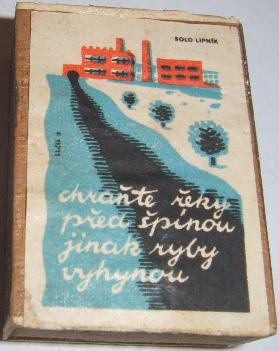 SOLO LIPNÍK
chraňte řeky
před špínou
jinak ryby
vyhynou